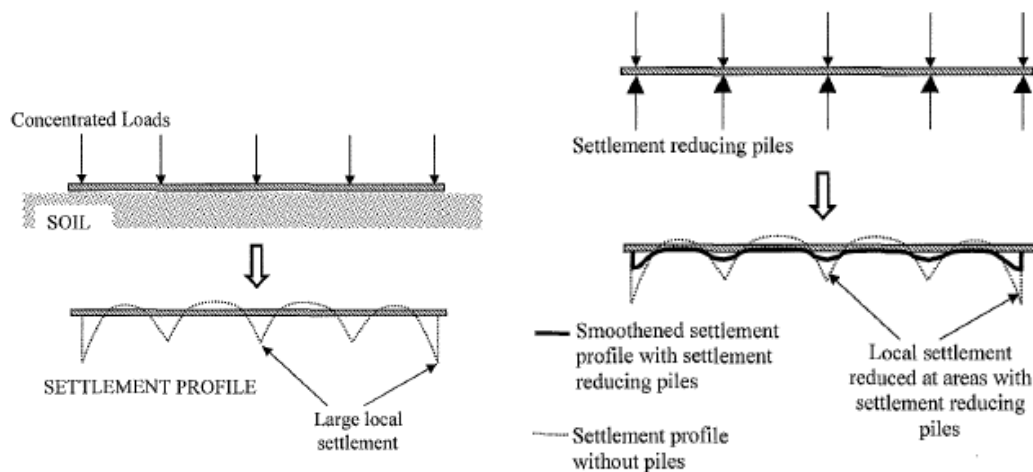 Concentrated Loads
SOIL
SETTLEMENT PROFILE
Large local
settlement
Settlement reducing piles
Smoothened settlement
profile with settlement
reducing piles
Settlement profile
without piles
Local settlement
reduced at areas with
settlement reducing
piles